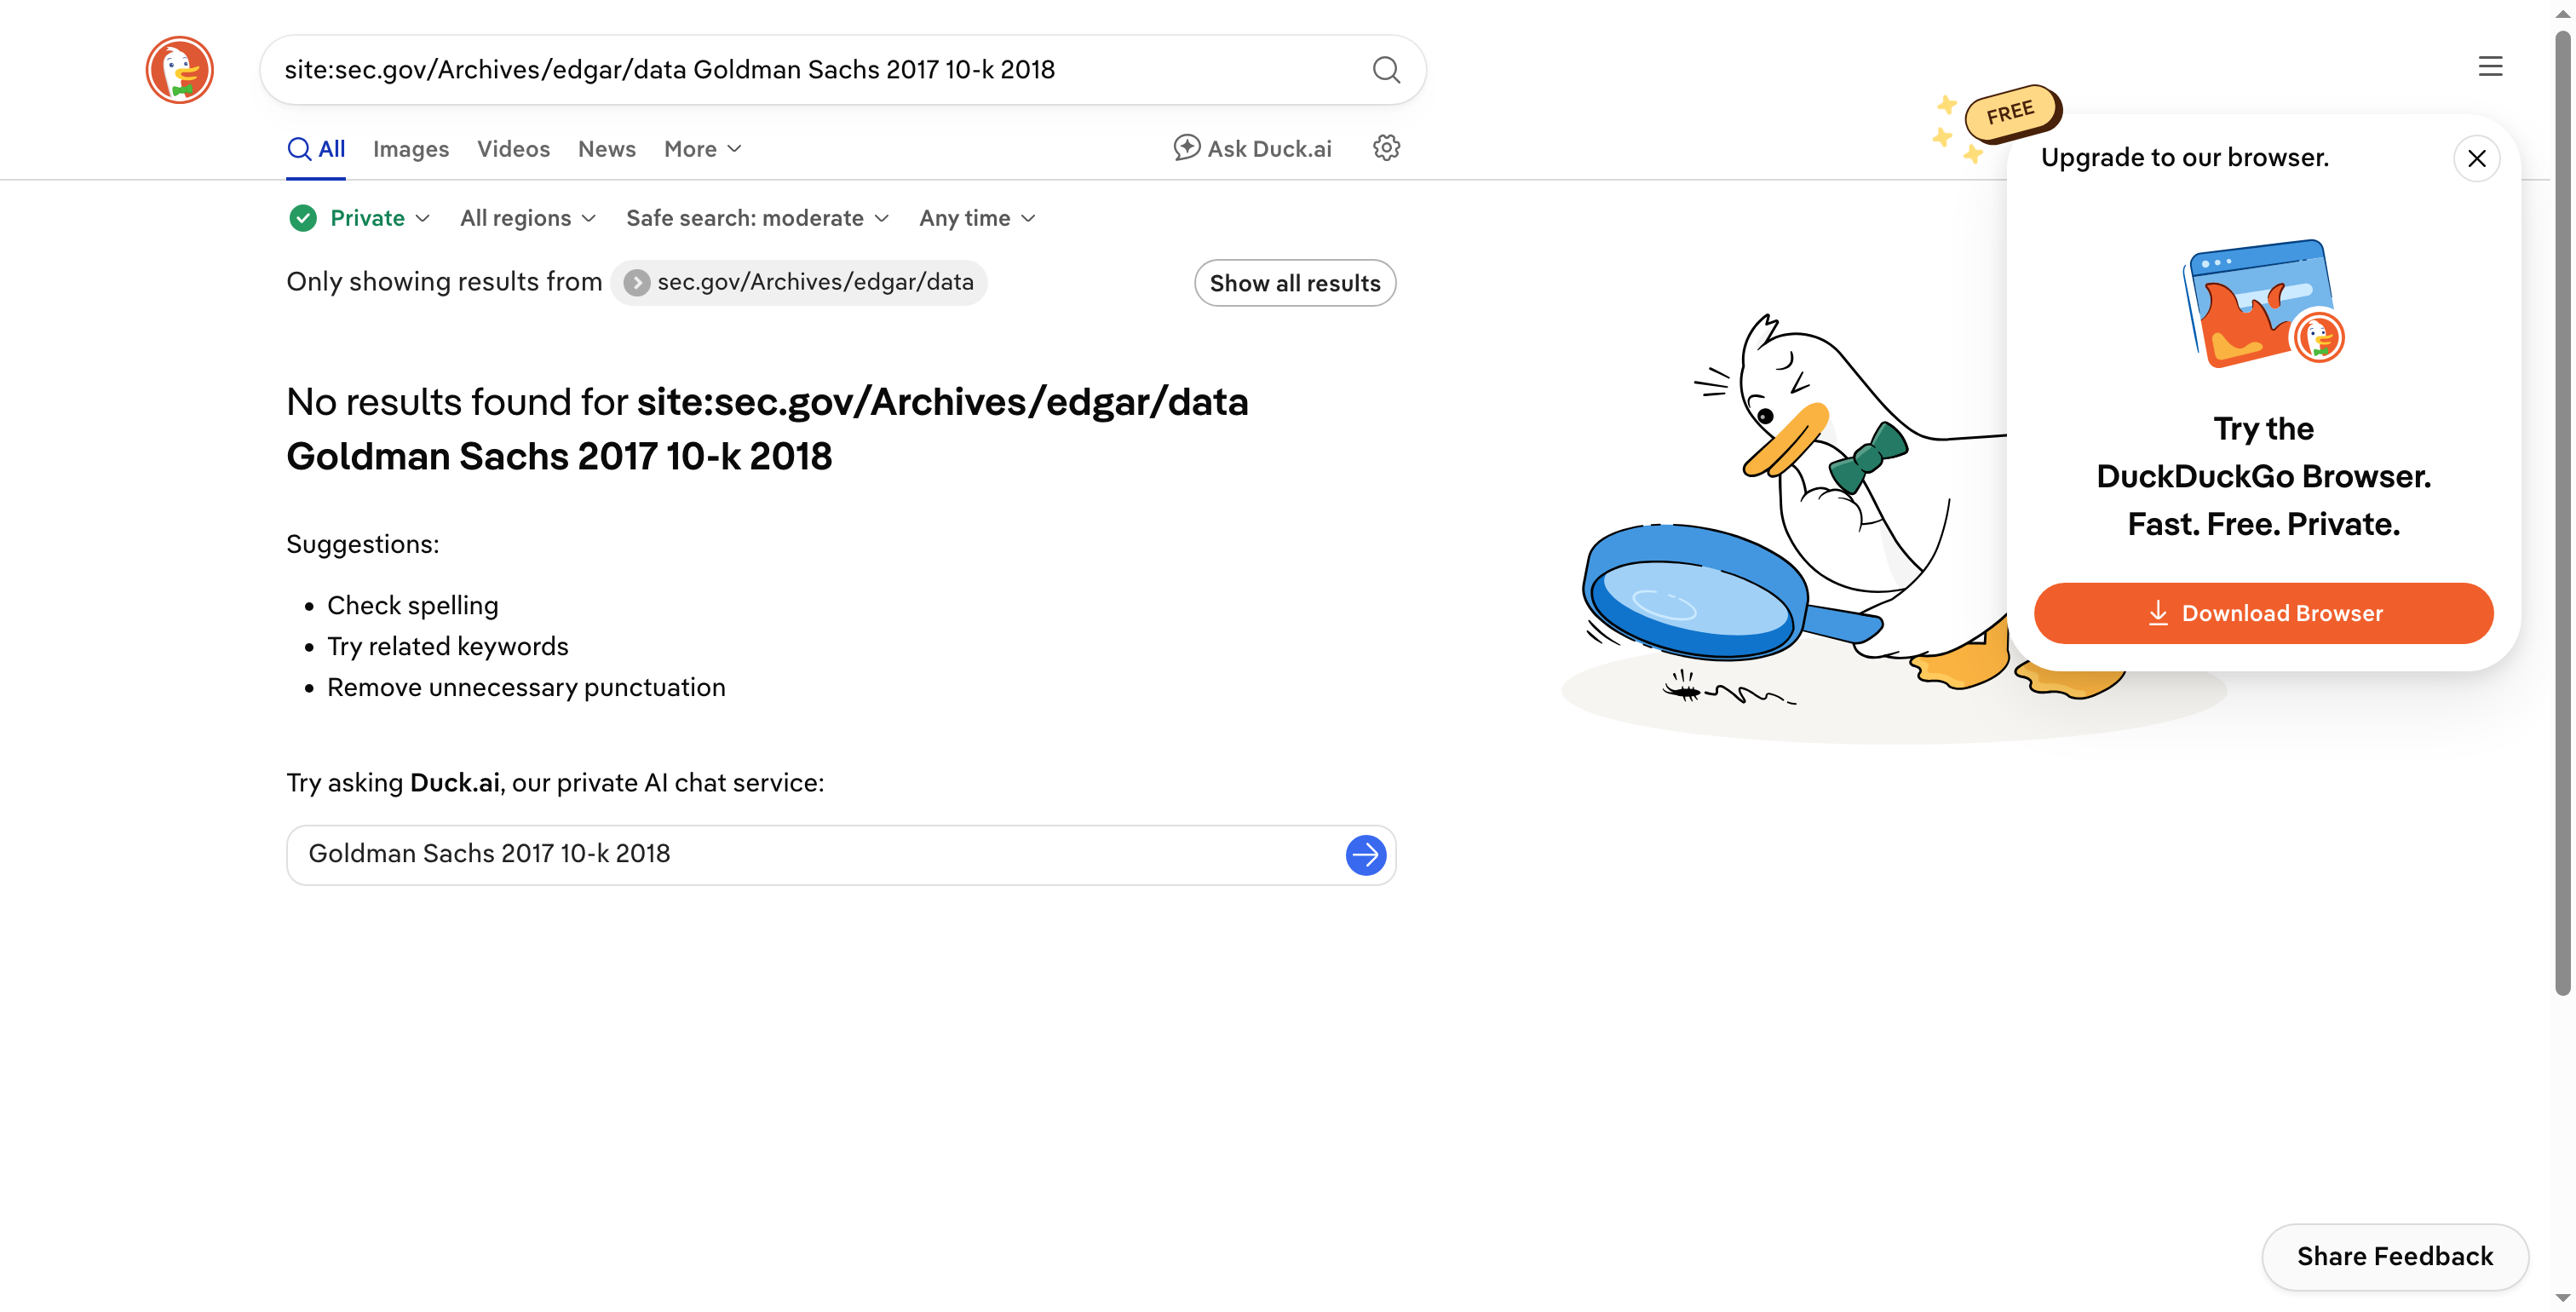 site:sec.gov/Archives/edgar/data Goldman Sachs 2017 10-k 2018
All
Images
Videos
News
More
Ask Duck.ai
FREE
Upgrade to our browser.
Private
All regions
Safe search: moderate
Any time
Only showing results from sec.gov/Archives/edgar/data
Show all results
No results found for site:sec.gov/Archives/edgar/data
Goldman Sachs 2017 10-k 2018
Suggestions:
• Check spelling
• Try related keywords
• Remove unnecessary punctuation
Try asking Duck.ai, our private AI chat service:
Goldman Sachs 2017 10-k 2018
Try the
DuckDuckGo Browser.
Fast. Free. Private.
Download Browser
Share Feedback